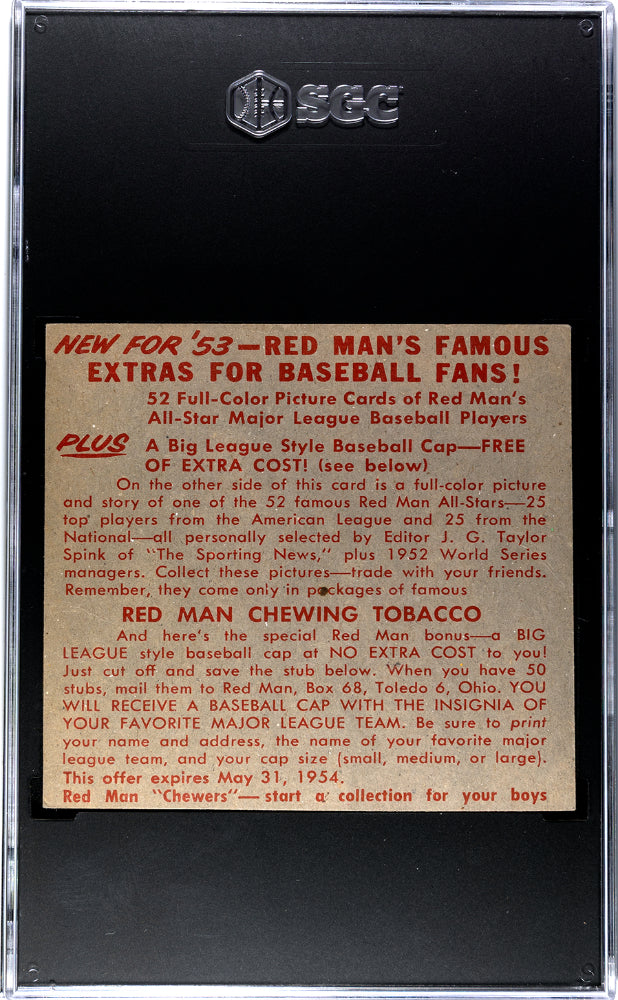 SGC
NEW FOR '53—RED MAN'S FAMOUS
EXTRAS FOR BASEBALL FANS!
52 Full-Color Picture Cards of Red Man's
All-Star Major League Baseball Players
PLUS A Big League Style Baseball Cap—FREE
OF EXTRA COST! (see below)
On the other side of this card is a full-color picture
and story of one of the 52 famous Red Man All-Stars—25
top players from the American League and 25 from the
National—all personally selected by Editor J. G. Taylor
Spink of "The Sporting News," plus 1952 World Series
managers. Collect these pictures—trade with your friends.
Remember, they come only in packages of famous
RED MAN CHEWING TOBACCO
And here's the special Red Man bonus—a BIG
LEAGUE style baseball cap at NO EXTRA COST to you!
Just cut off and save the stub below. When you have 50
stubs, mail them to Red Man, Box 68, Toledo 6, Ohio. YOU
WILL RECEIVE A BASEBALL CAP WITH THE INSIGNIA OF
YOUR FAVORITE MAJOR LEAGUE TEAM. Be sure to print
your name and address, the name of your favorite major
league team, and your cap size (small, medium, or large).
This offer expires May 31, 1954.
Red Man "Chewers"—start a collection for your boys